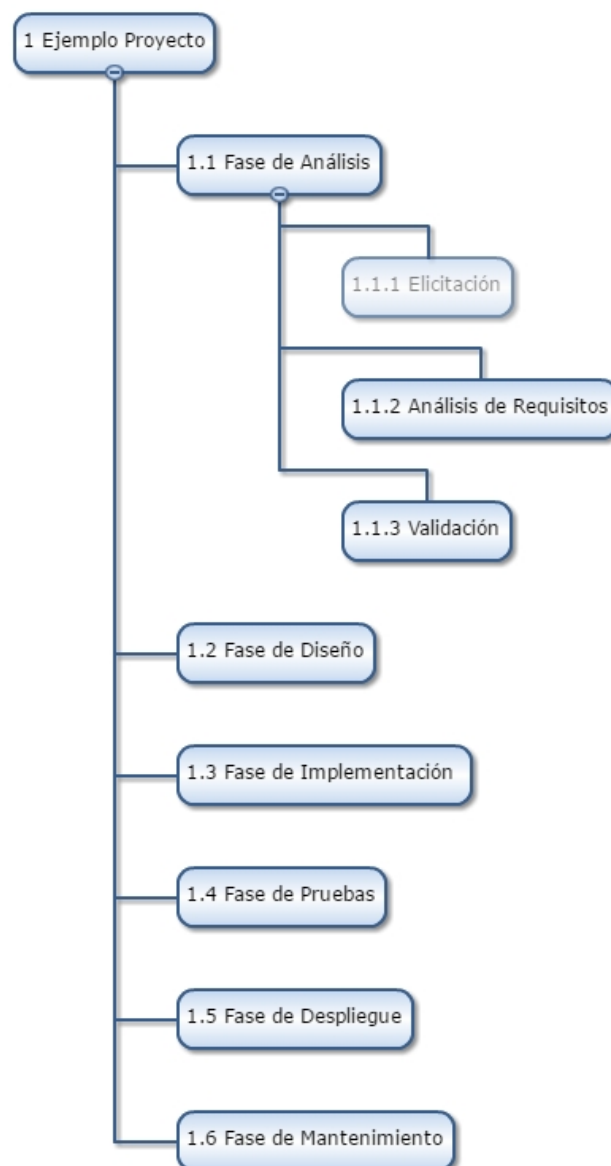 1 Ejemplo Proyecto
1.1 Fase de Análisis
1.1.1 Elicitación
1.1.2 Análisis de Requisitos
1.1.3 Validación
1.2 Fase de Diseño
1.3 Fase de Implementación
1.4 Fase de Pruebas
1.5 Fase de Despliegue
1.6 Fase de Mantenimiento